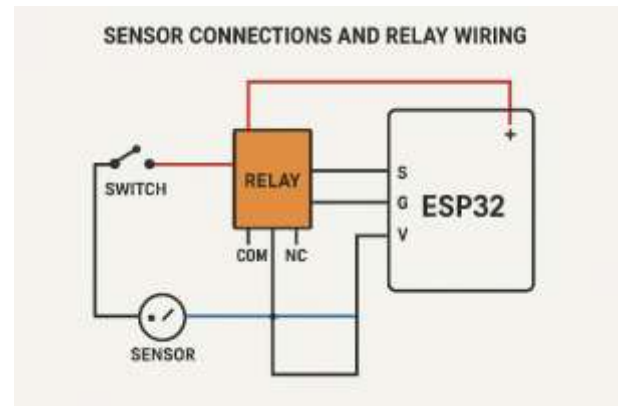 SENSOR CONNECTIONS AND RELAY WIRING
+
SWITCH
RELAY
S
G
V
ESP32
COM
NC
SENSOR